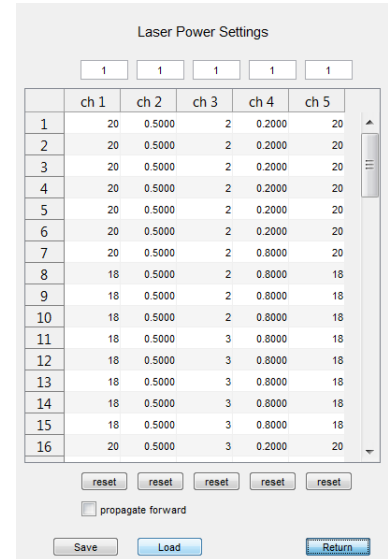 Laser Power Settings
1 1 1 1 1
ch 1 ch 2 ch 3 ch 4 ch 5
1 20 0.5000 2 0.2000 20
2 20 0.5000 2 0.2000 20
3 20 0.5000 2 0.2000 20
4 20 0.5000 2 0.2000 20
5 20 0.5000 2 0.2000 20
6 20 0.5000 2 0.2000 20
7 20 0.5000 2 0.8000 20
8 18 0.5000 2 0.8000 18
9 18 0.5000 2 0.8000 18
10 18 0.5000 2 0.8000 18
11 18 0.5000 3 0.8000 18
12 18 0.5000 3 0.8000 18
13 18 0.5000 3 0.8000 18
14 18 0.5000 3 0.8000 18
15 18 0.5000 3 0.8000 18
16 20 0.5000 3 0.2000 20
reset reset reset reset reset
propagate forward
Save Load Return